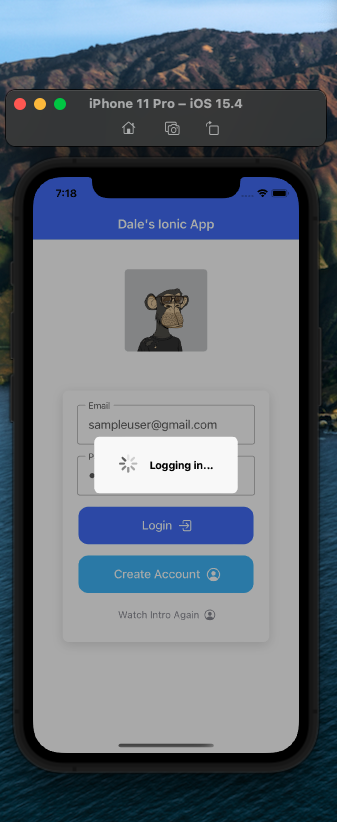 iPhone 11 Pro – iOS 15.4
7:18
Dale's Ionic App
Email
sampleuser@gmail.com
Logging in...
Login
Create Account
Watch Intro Again